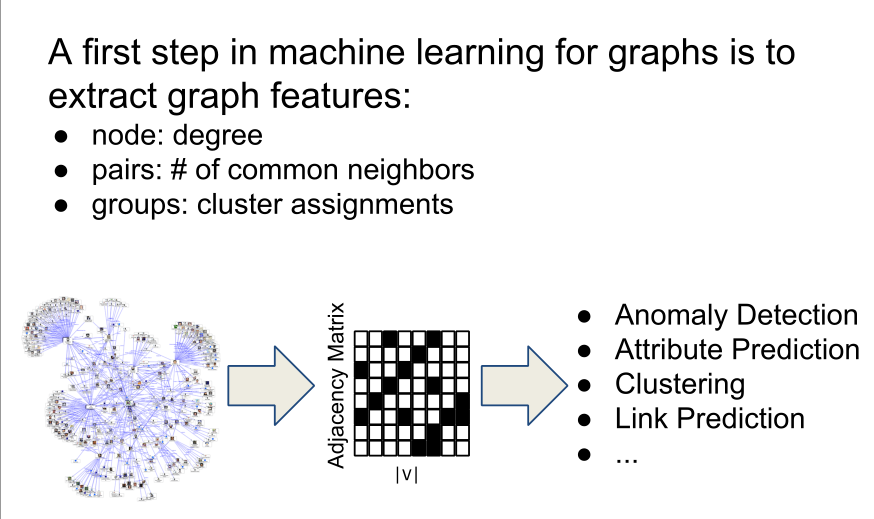 A first step in machine learning for graphs is to
extract graph features:
● node: degree
● pairs: # of common neighbors
● groups: cluster assignments
Adjacency Matrix
|V|
● Anomaly Detection
● Attribute Prediction
● Clustering
● Link Prediction
● ...